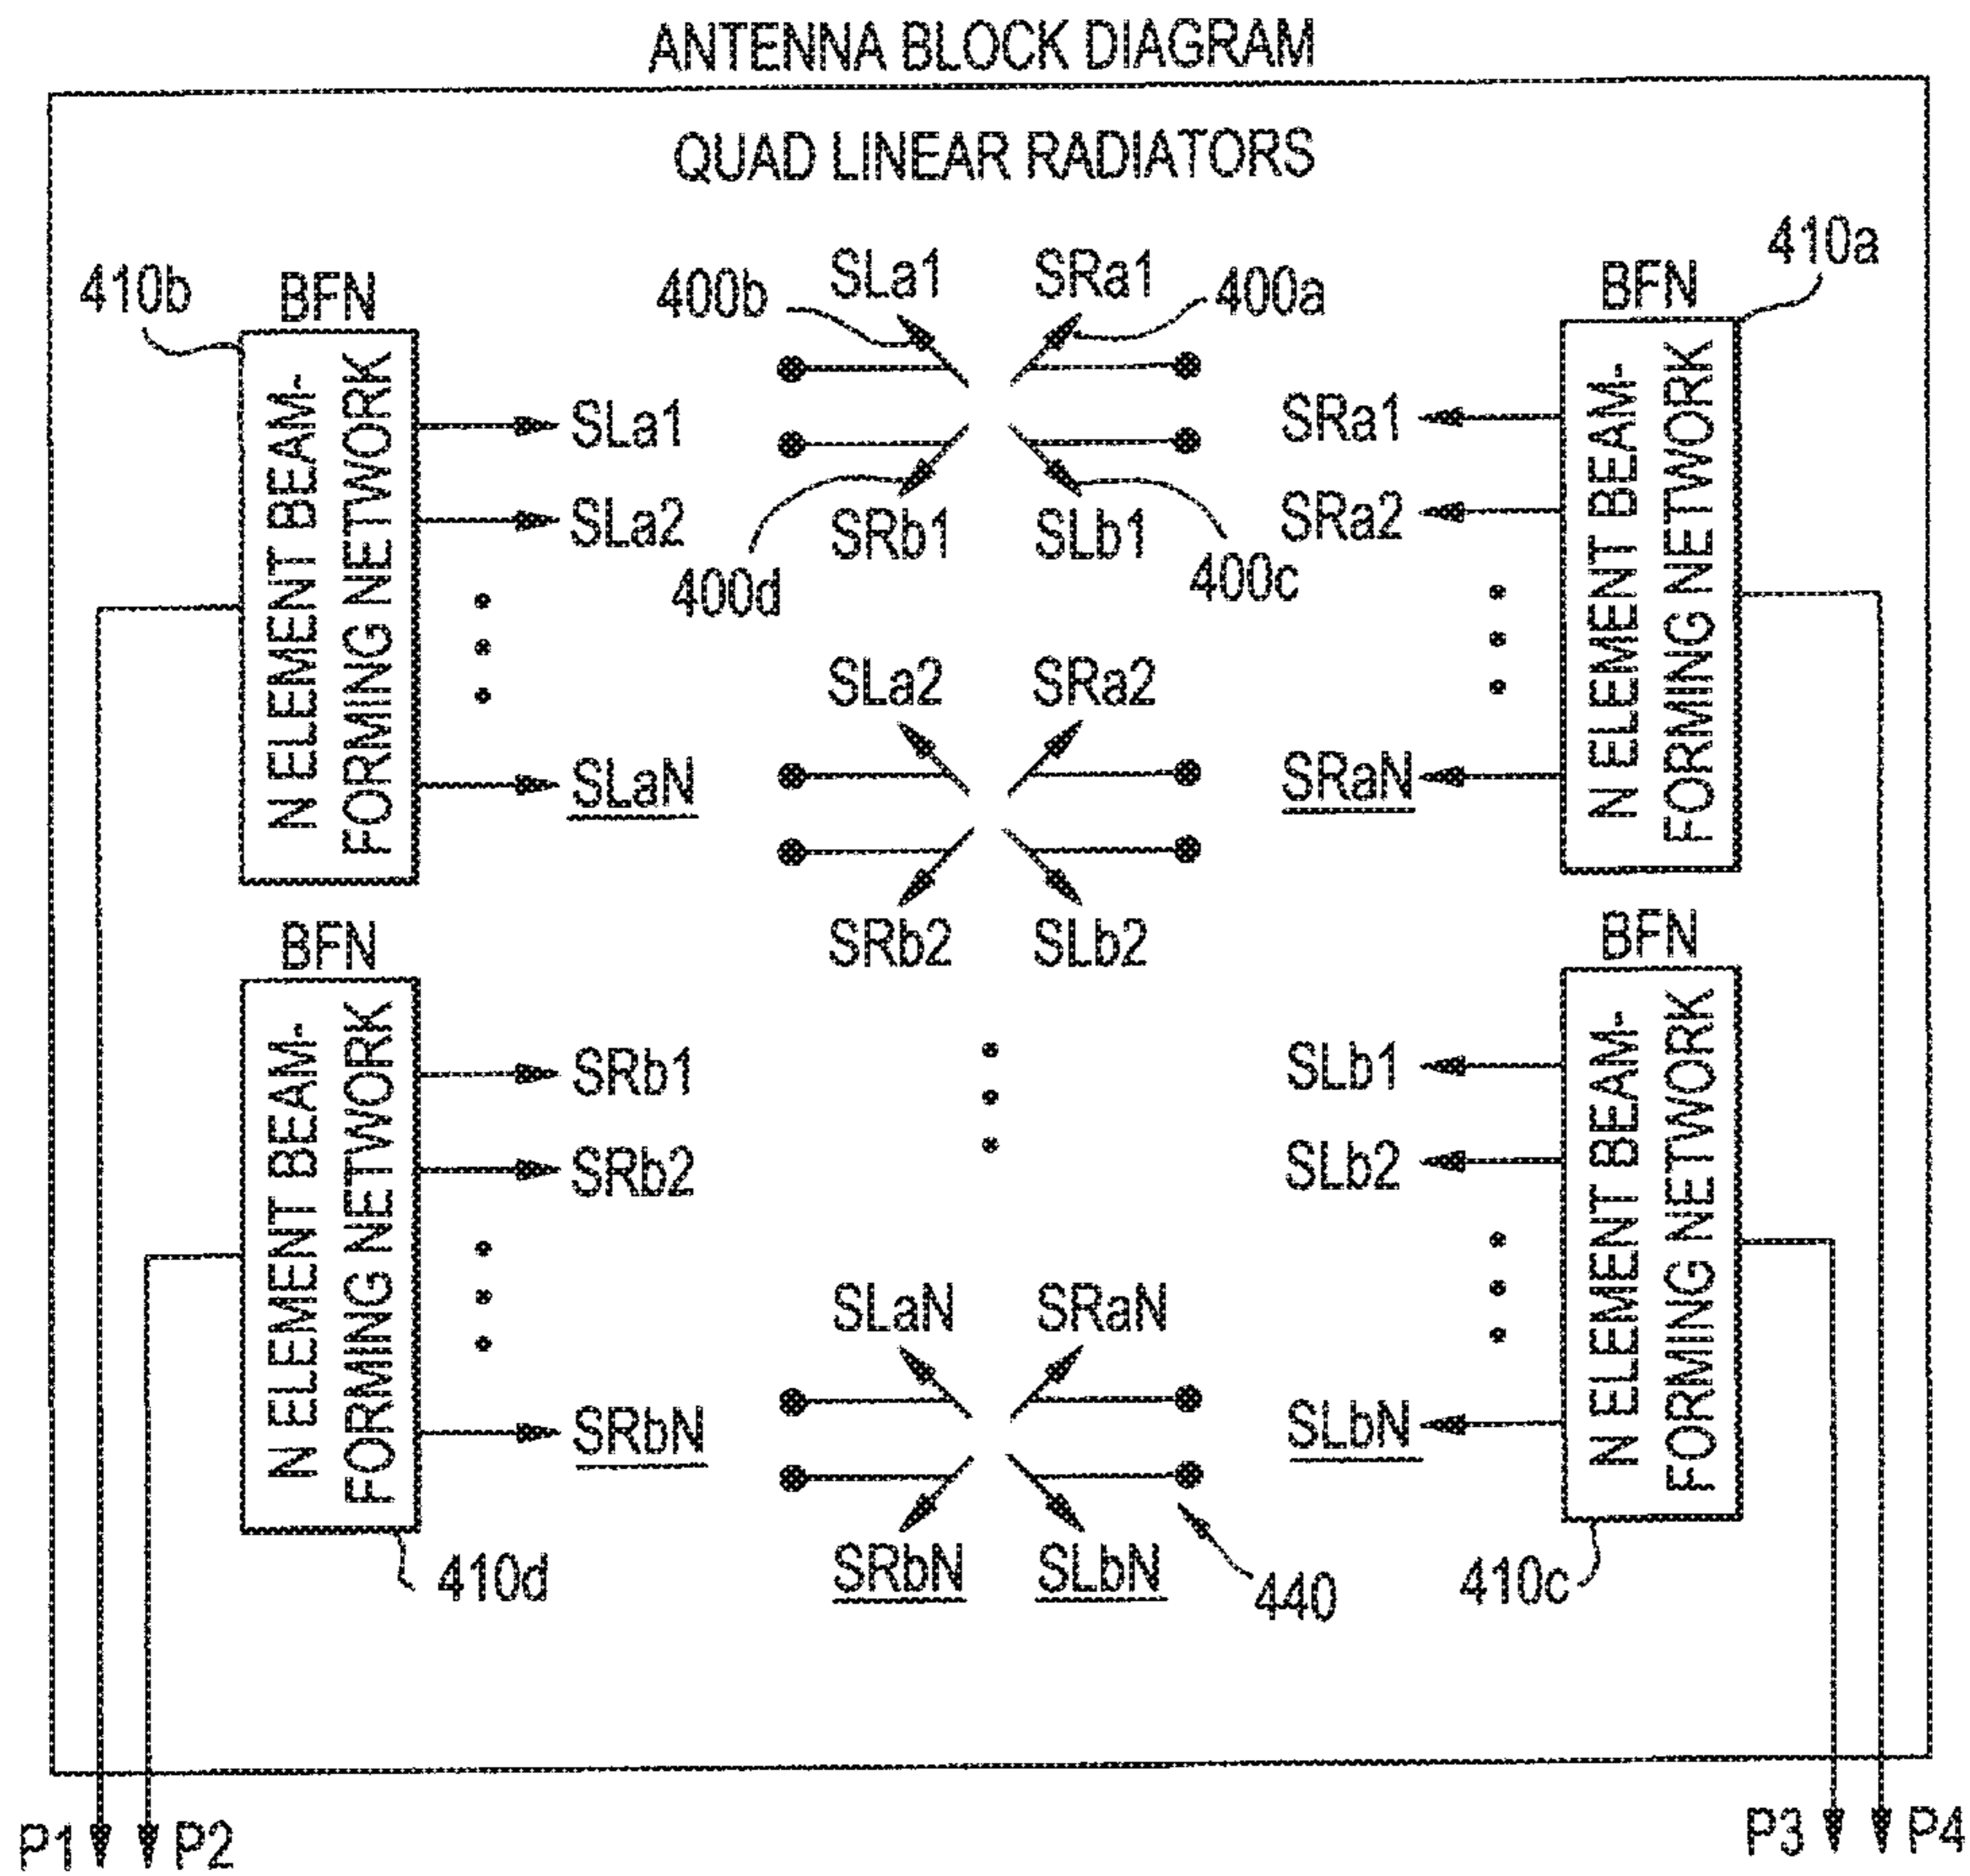 ANTENNA BLOCK DIAGRAM
QUAD LINEAR RADIATORS
410b
BFN
N ELEMENT BEAM-
FORMING NETWORK
SLa1
SLa2
SLaN
400b
SLa1
SRa1
400a
SRb1
SLb1
400d
400c
410a
BFN
N ELEMENT BEAM-
FORMING NETWORK
SRa1
SRa2
SRaN
SLa2
SRa2
SRb2
SLb2
BFN
N ELEMENT BEAM-
FORMING NETWORK
SRb1
SRb2
SRbN
410d
BFN
N ELEMENT BEAM-
FORMING NETWORK
SLb1
SLb2
SLbN
410c
SLaN
SRaN
SRbN
SLbN
440
P1
P2
P3
P4